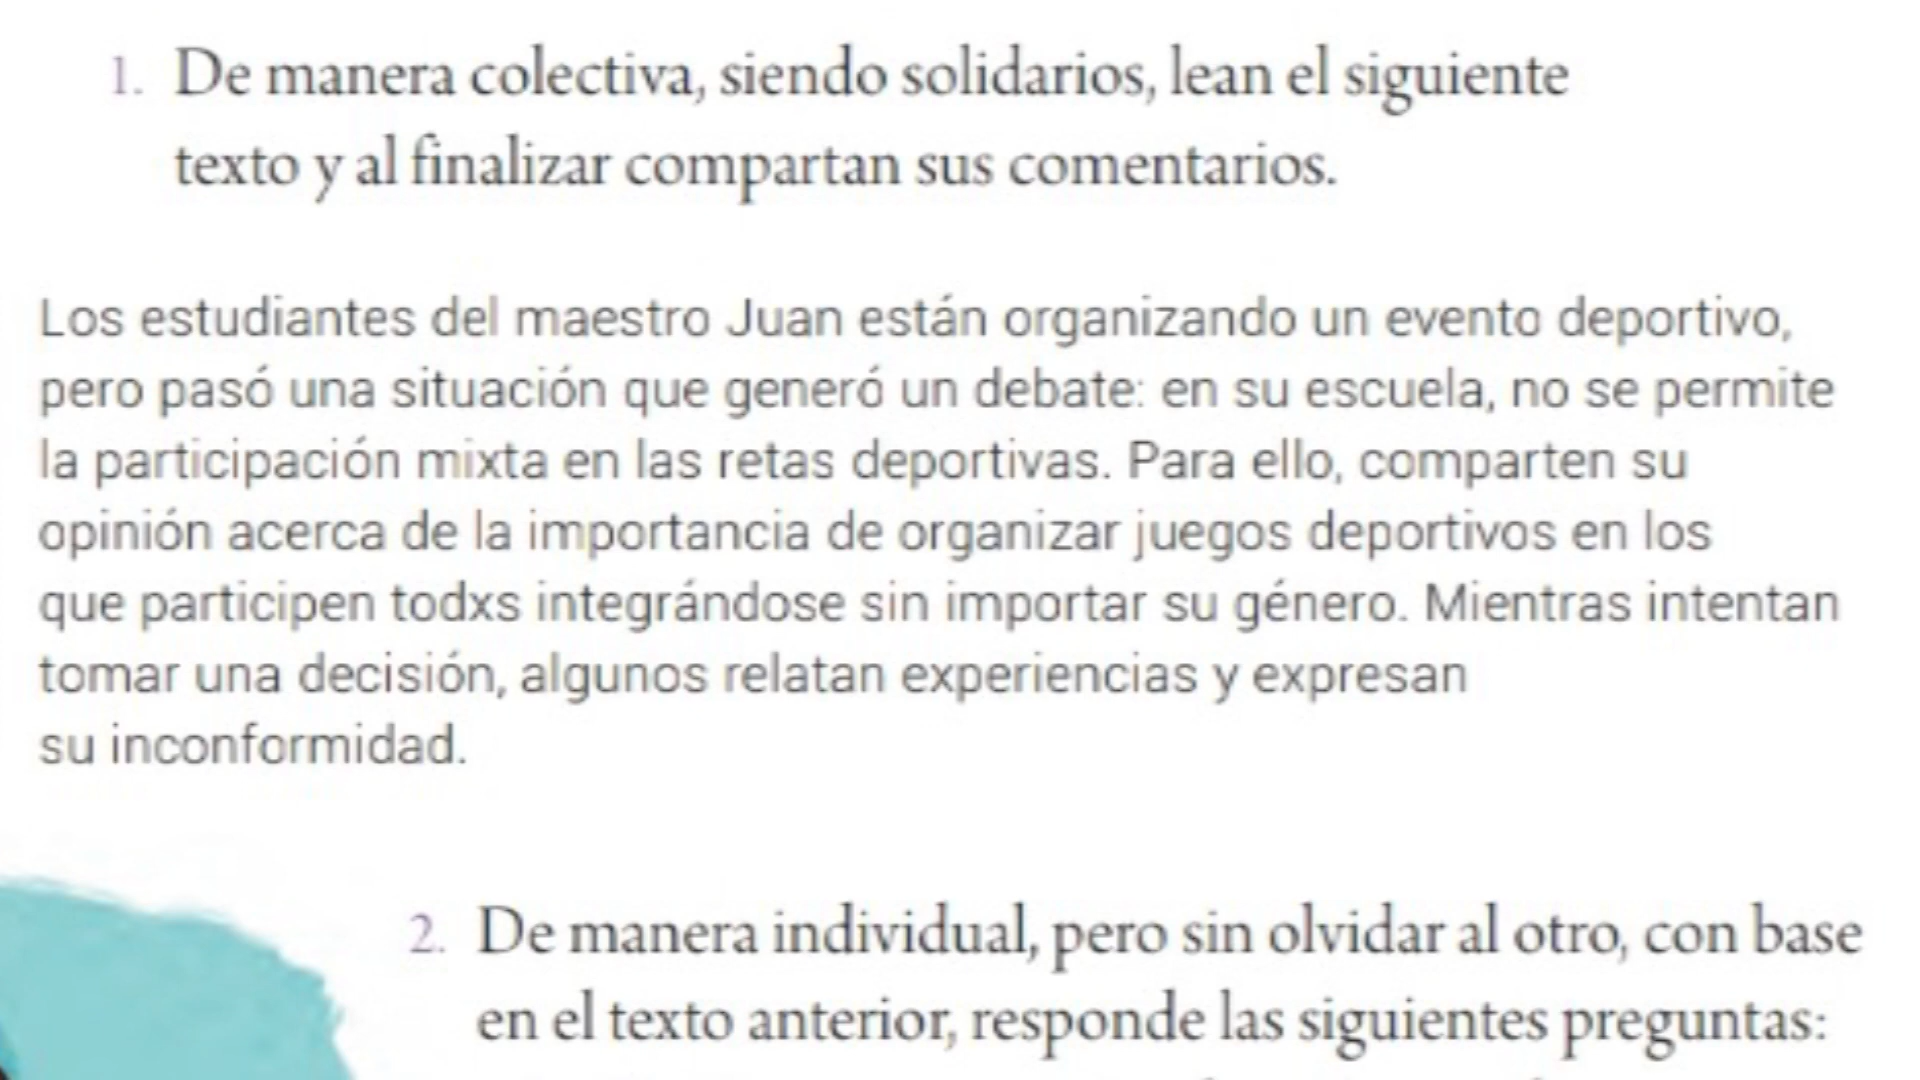 1. De manera colectiva, siendo solidarios, lean el siguiente
texto y al finalizar compartan sus comentarios.
Los estudiantes del maestro Juan están organizando un evento deportivo,
pero pasó una situación que generó un debate: en su escuela, no se permite
la participación mixta en las retas deportivas. Para ello, comparten su
opinión acerca de la importancia de organizar juegos deportivos en los
que participen todxs integrándose sin importar su género. Mientras intentan
tomar una decisión, algunos relatan experiencias y expresan
su inconformidad.
2. De manera individual, pero sin olvidar al otro, con base
en el texto anterior, responde las siguientes preguntas: